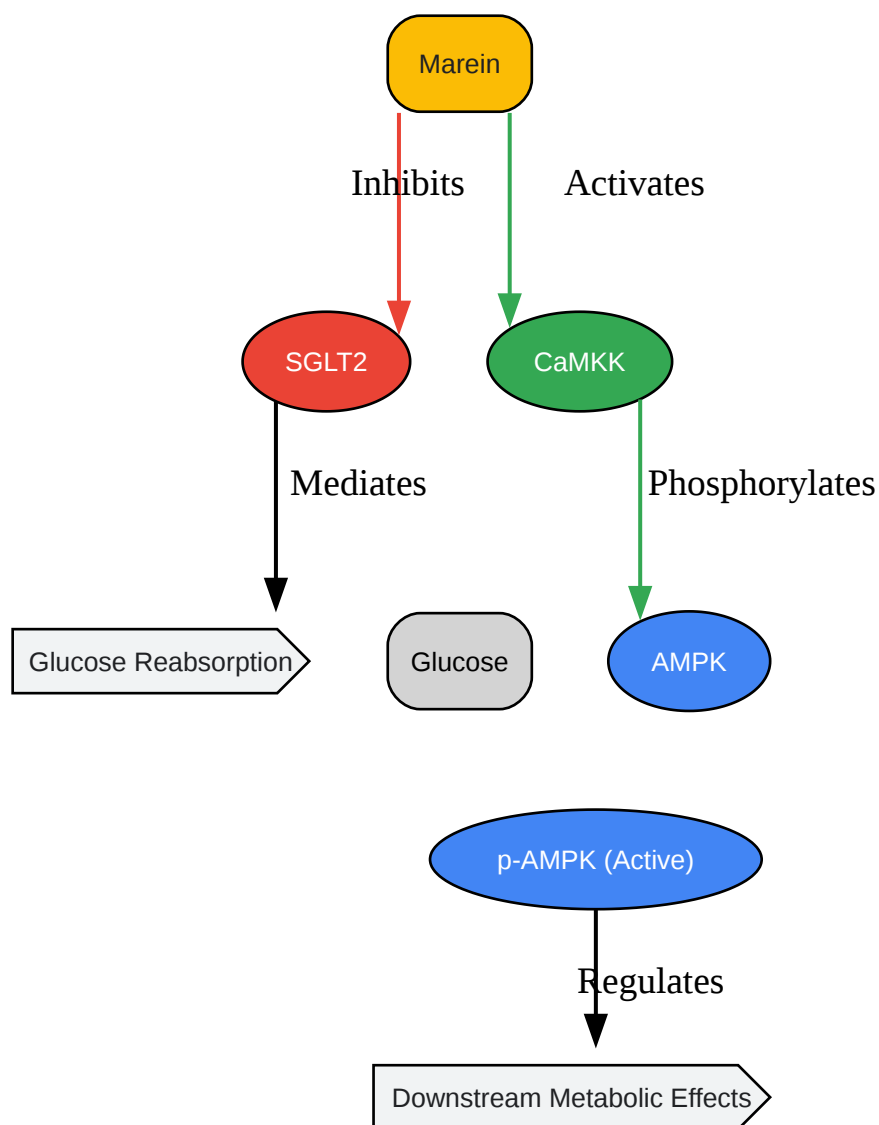 Marein
Inhibits
Activates
SGLT2
CaMKK
Mediates
Phosphorylates
Glucose Reabsorption
Glucose
AMPK
p-AMPK (Active)
Regulates
Downstream Metabolic Effects